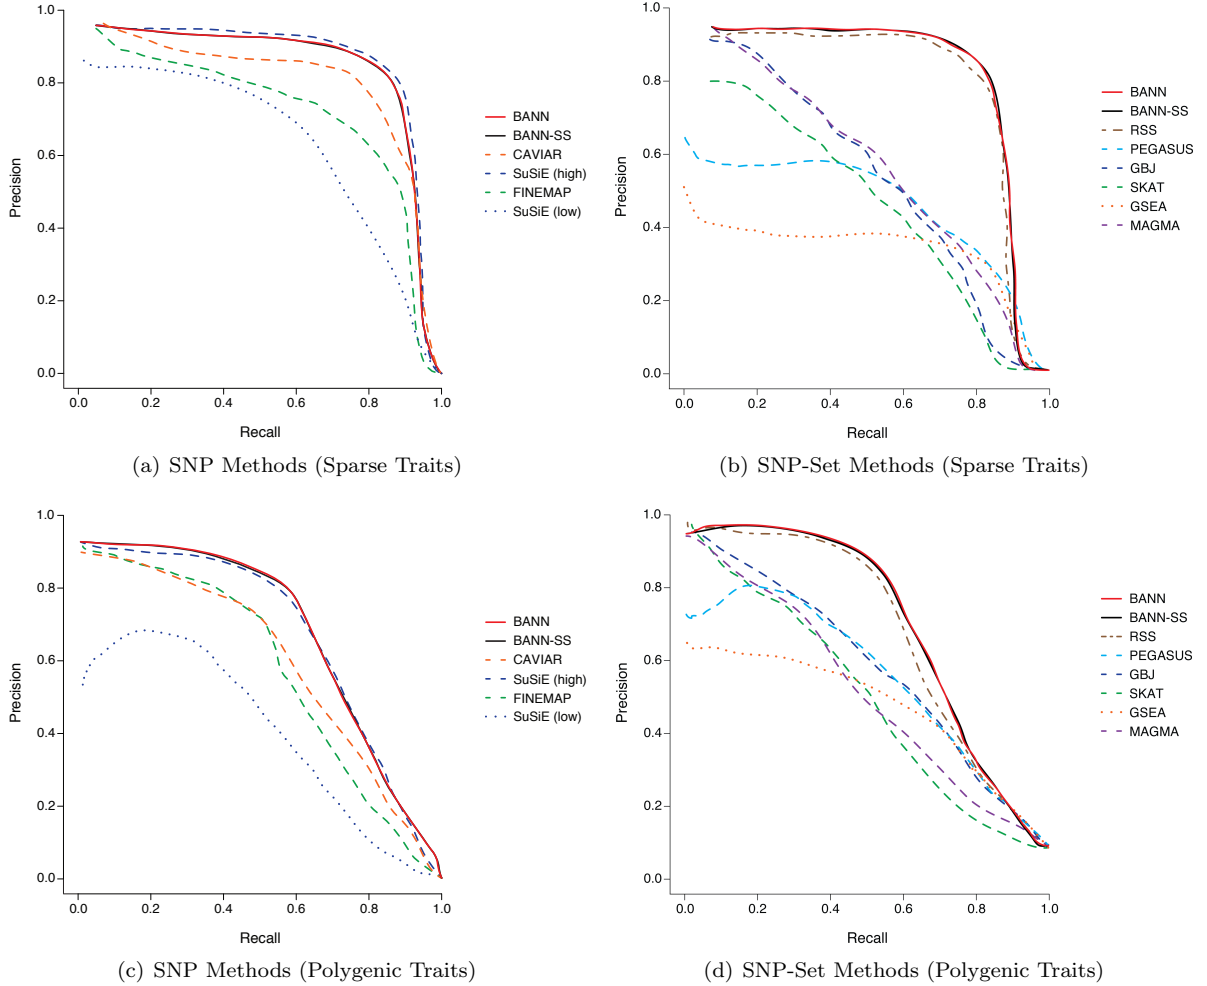 1.0
0.8
0.6
0.4
0.2
0.0
Precision
0.0 0.2 0.4 0.6 0.8 1.0
Recall
BANN
BANN-SS
CAVIAR
SuSiE (high)
FINEMAP
SuSiE (low)
(a) SNP Methods (Sparse Traits)
1.0
0.8
0.6
0.4
0.2
0.0
Precision
0.0 0.2 0.4 0.6 0.8 1.0
Recall
BANN
BANN-SS
RSS
PEGASUS
GBJ
SKAT
GSEA
MAGMA
(b) SNP-Set Methods (Sparse Traits)
1.0
0.8
0.6
0.4
0.2
0.0
Precision
0.0 0.2 0.4 0.6 0.8 1.0
Recall
BANN
BANN-SS
CAVIAR
SuSiE (high)
FINEMAP
SuSiE (low)
(c) SNP Methods (Polygenic Traits)
1.0
0.8
0.6
0.4
0.2
0.0
Precision
0.0 0.2 0.4 0.6 0.8 1.0
Recall
BANN
BANN-SS
RSS
PEGASUS
GBJ
SKAT
GSEA
MAGMA
(d) SNP-Set Methods (Polygenic Traits)